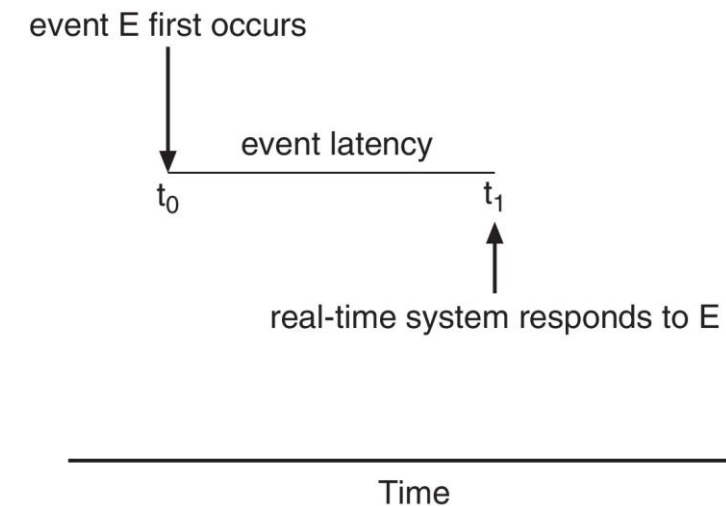 event E first occurs
event latency
t₀
t₁
real-time system responds to E
Time